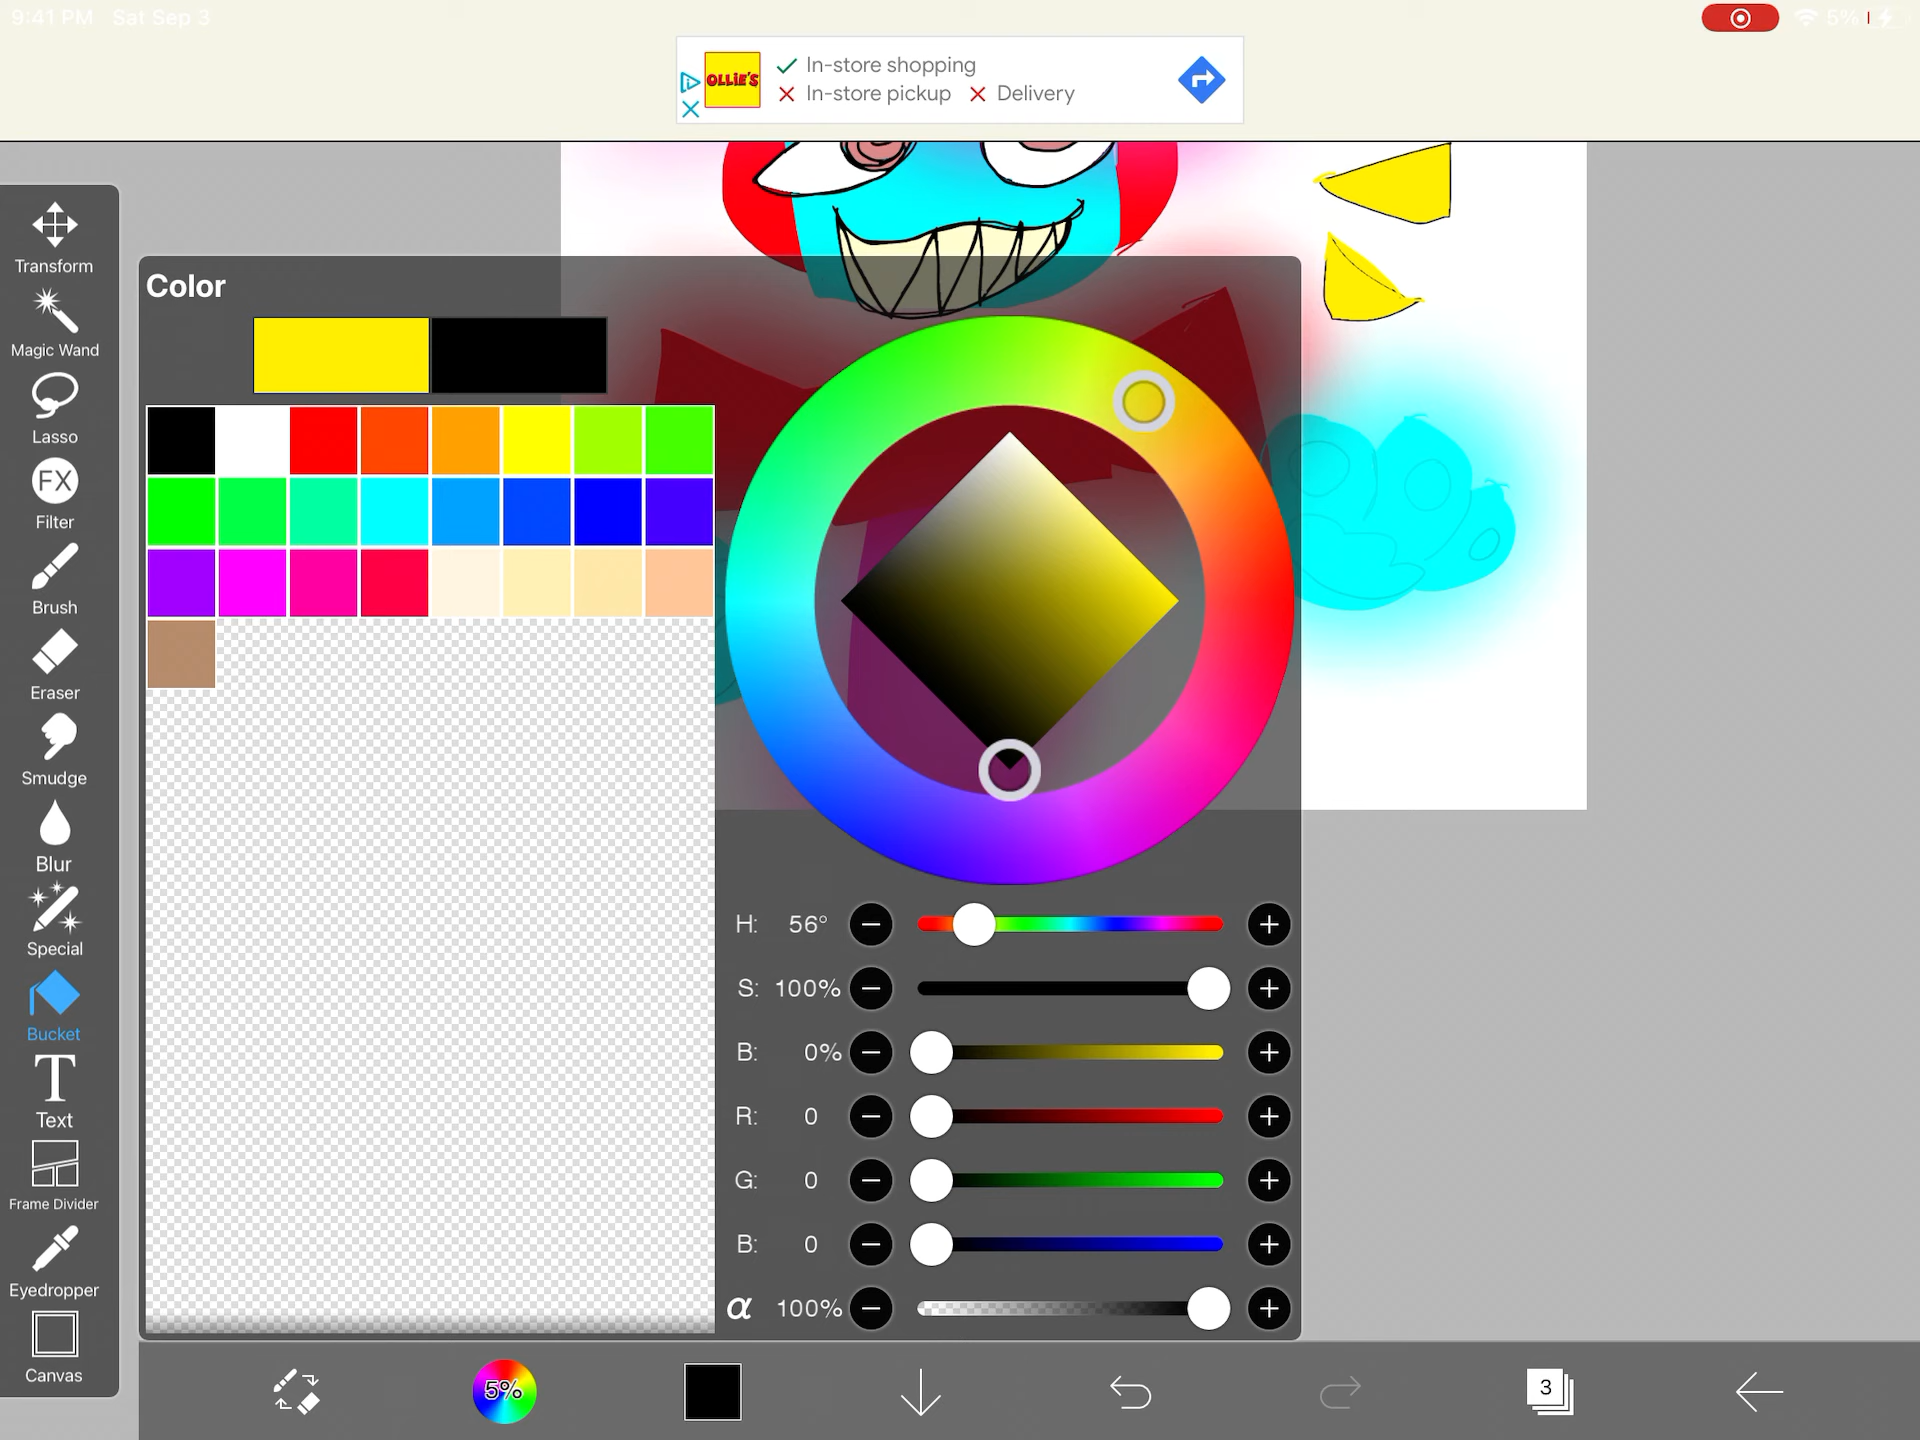 9:41 PM Sat Sep 3
5%
OLLIE'S
In-store shopping
In-store pickup Delivery
Transform
Magic Wand
Lasso
FX
Filter
Brush
Eraser
Smudge
Blur
Special
Bucket
T
Text
Frame Divider
Eyedropper
Canvas
Color
H: 56°
S: 100%
B: 0%
R: 0
G: 0
B: 0
α 100%
5%
3